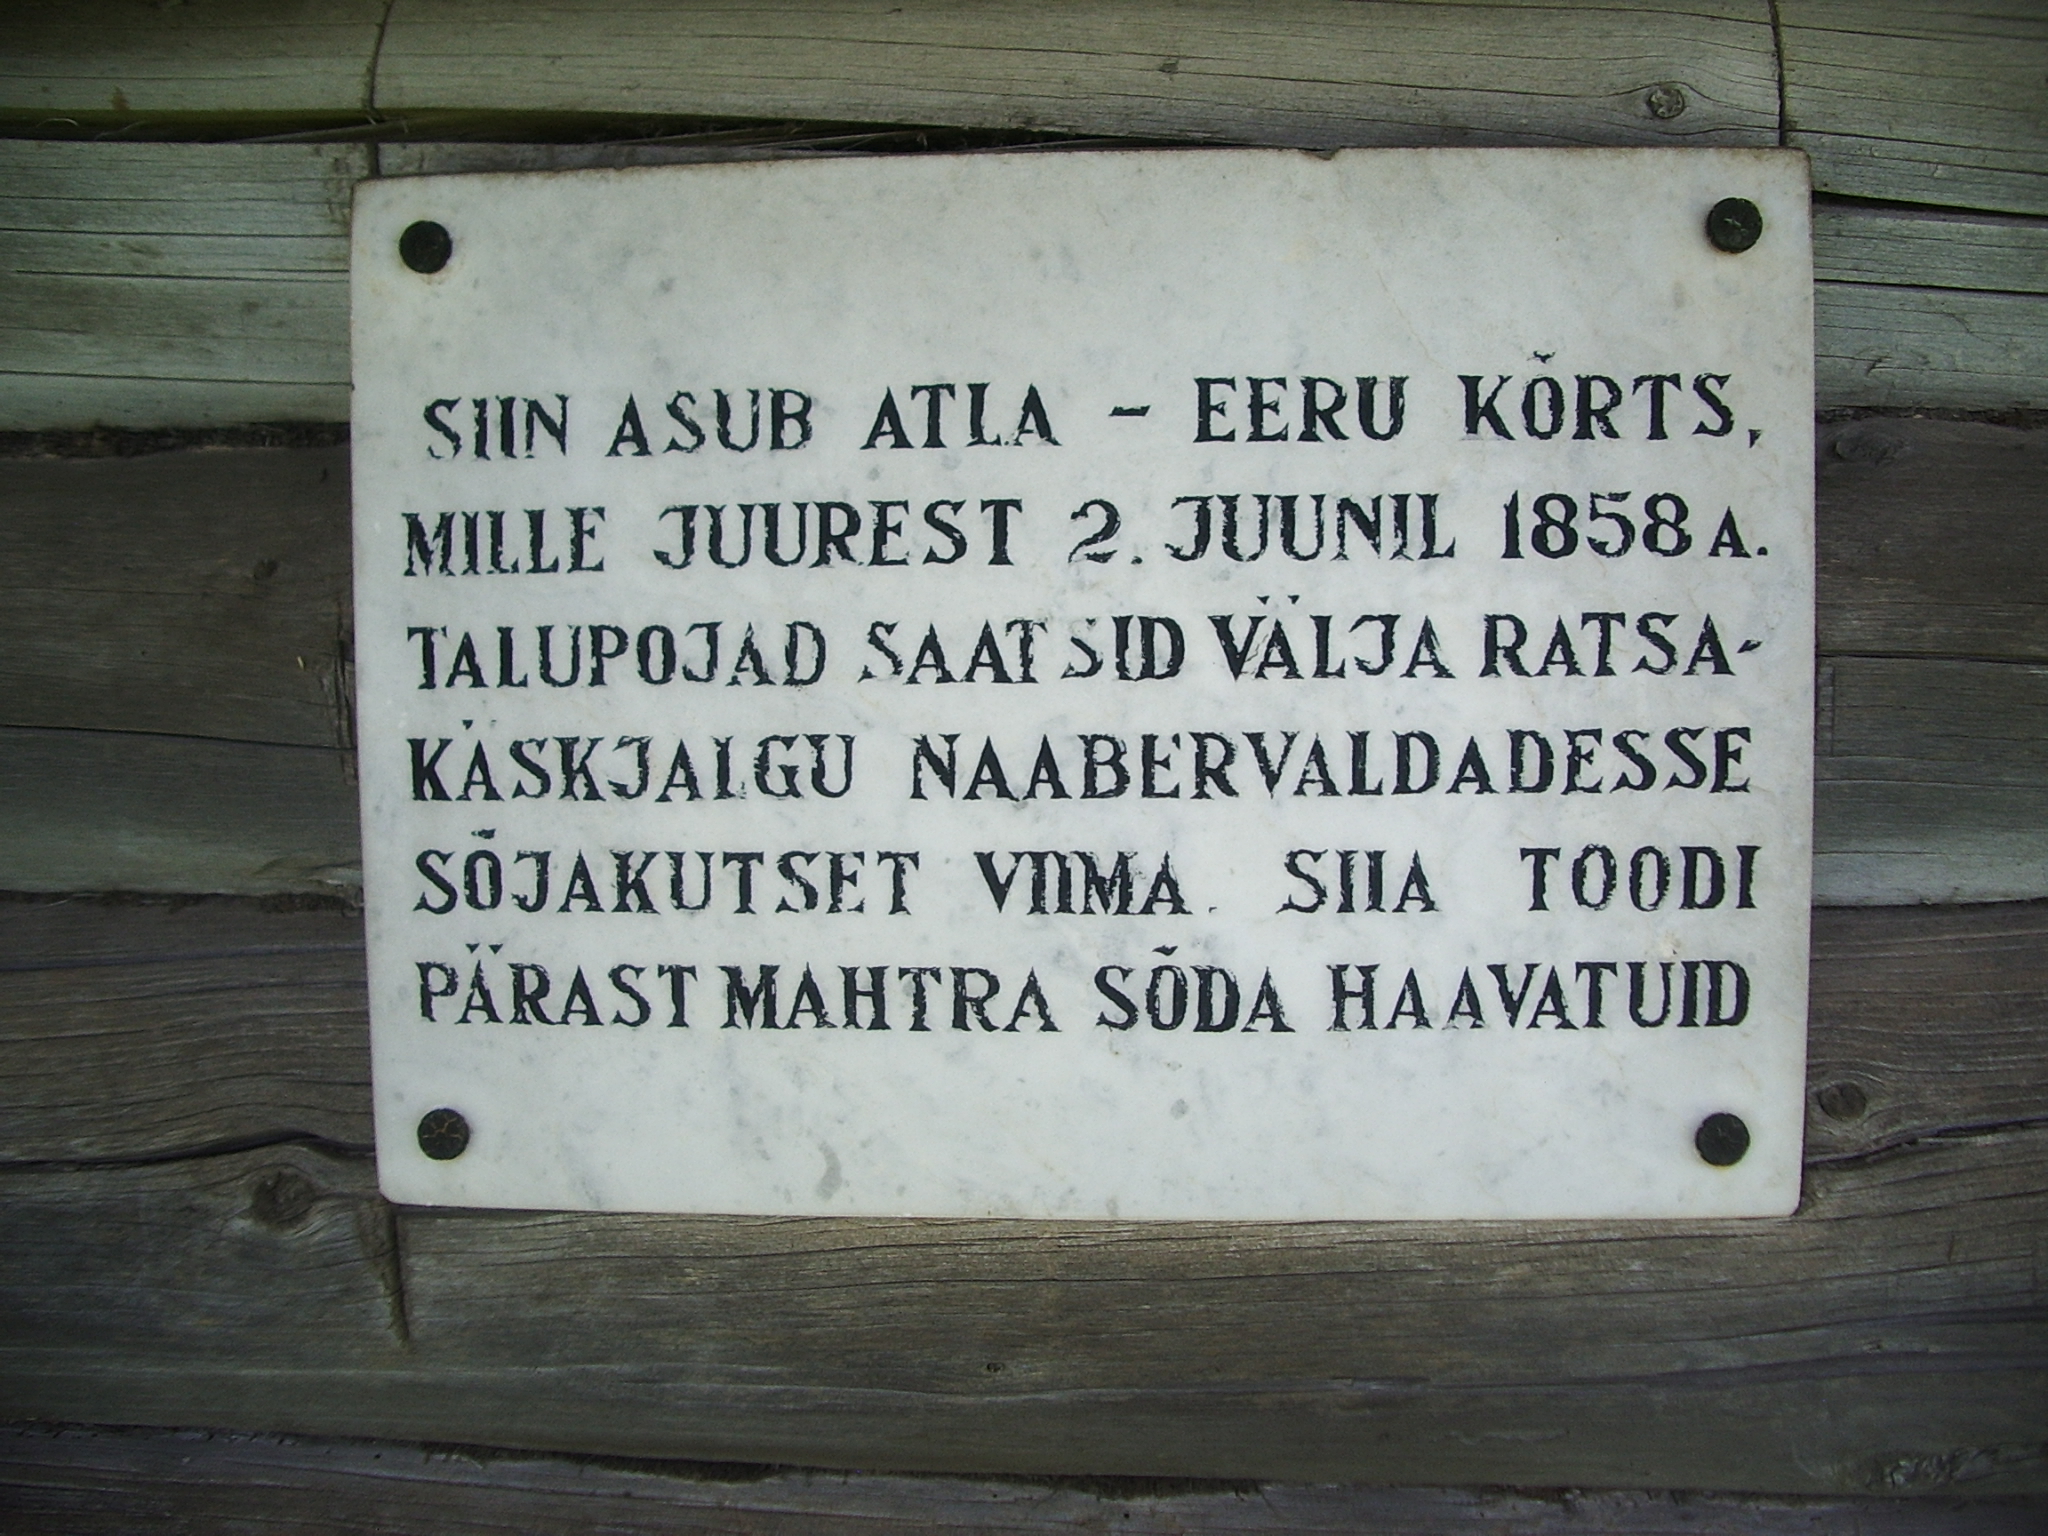 SIIN ASUB ATLA - EERU KÕRTS,
MILLE JUUREST 2. JUUNIL 1858 A.
TALUPOJAD SAATSID VÄLJA RATSA-
KÄSKJALGU NAABERVALDADESSE
SÕJAKUTSET VIIMA. SIIA TOODI
PÄRAST MAHTRA SÕDA HAAVATUID